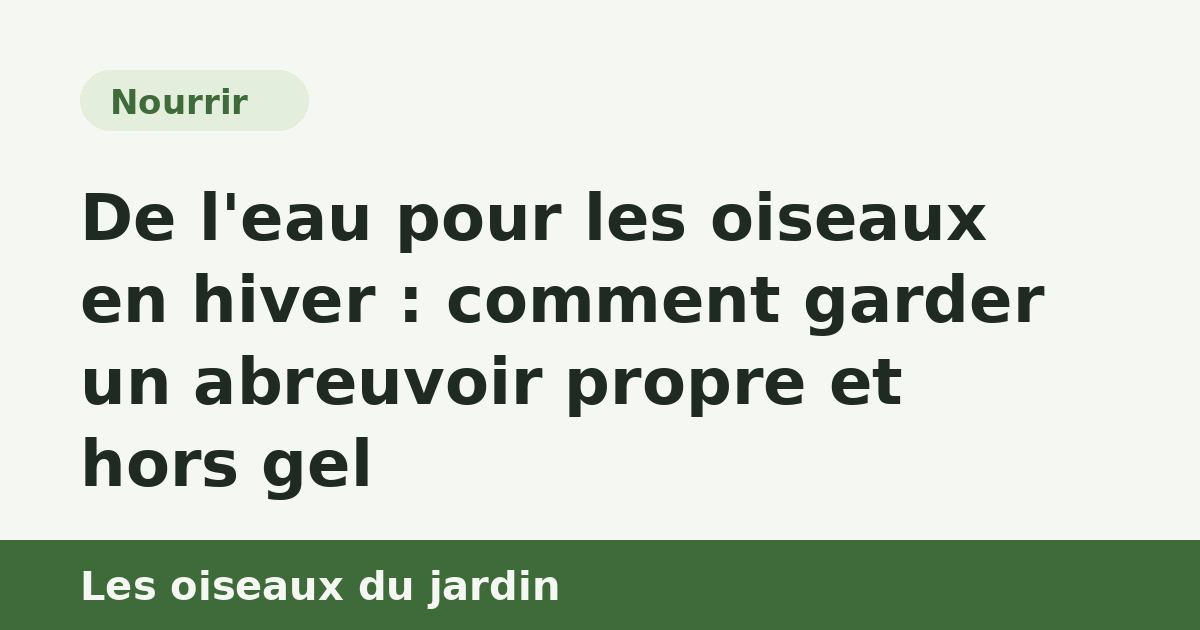 Nourrir
De l'eau pour les oiseaux
en hiver : comment garder
un abreuvoir propre et
hors gel
Les oiseaux du jardin